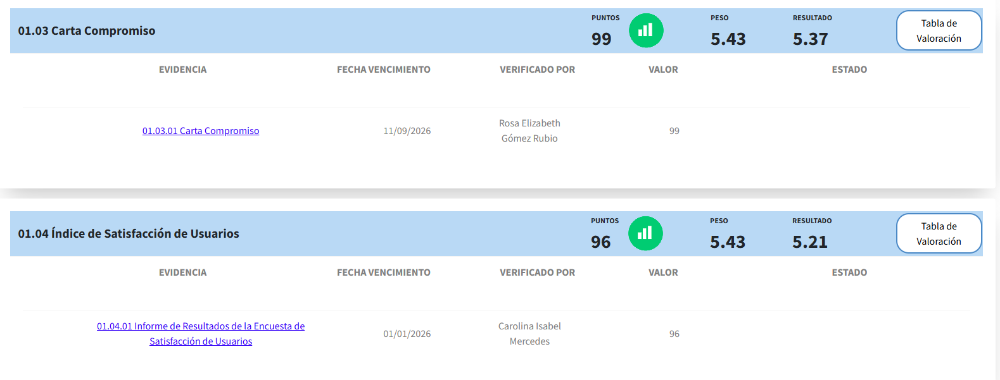 01.03 Carta Compromiso
PUNTOS
99
PESO
5.43
RESULTADO
5.37
Tabla de
Valoración
EVIDENCIA FECHA VENCIMIENTO VERIFICADO POR VALOR ESTADO
01.03.01 Carta Compromiso
11/09/2026
Rosa Elizabeth
Gómez Rubio
99
01.04 Índice de Satisfacción de Usuarios
PUNTOS
96
PESO
5.43
RESULTADO
5.21
Tabla de
Valoración
EVIDENCIA FECHA VENCIMIENTO VERIFICADO POR VALOR ESTADO
01.04.01 Informe de Resultados de la Encuesta de
Satisfacción de Usuarios
01/01/2026
Carolina Isabel
Mercedes
96